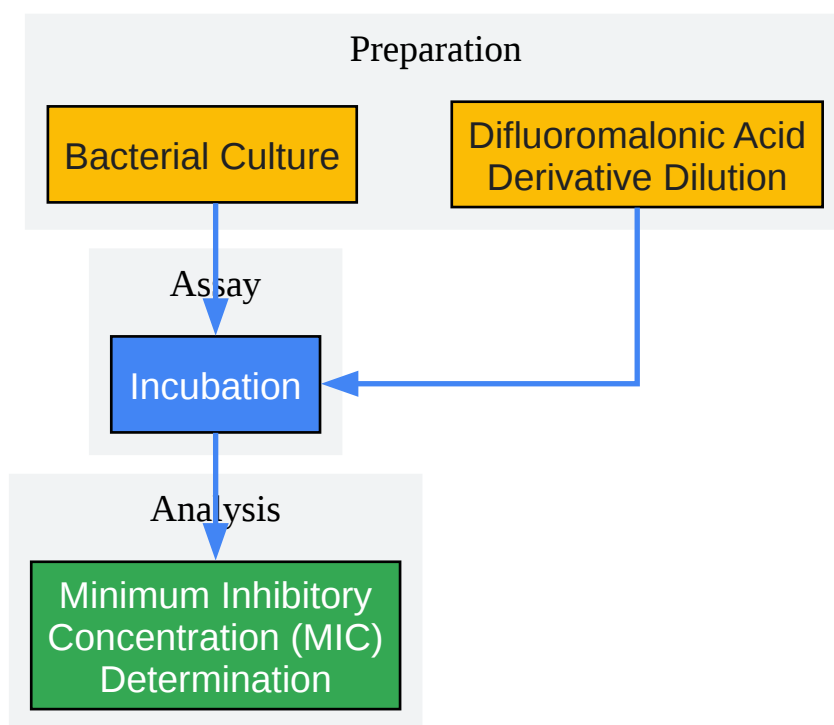 Preparation
Bacterial Culture
Difluoromalonic Acid
Derivative Dilution
Assay
Incubation
Analysis
Minimum Inhibitory
Concentration (MIC)
Determination